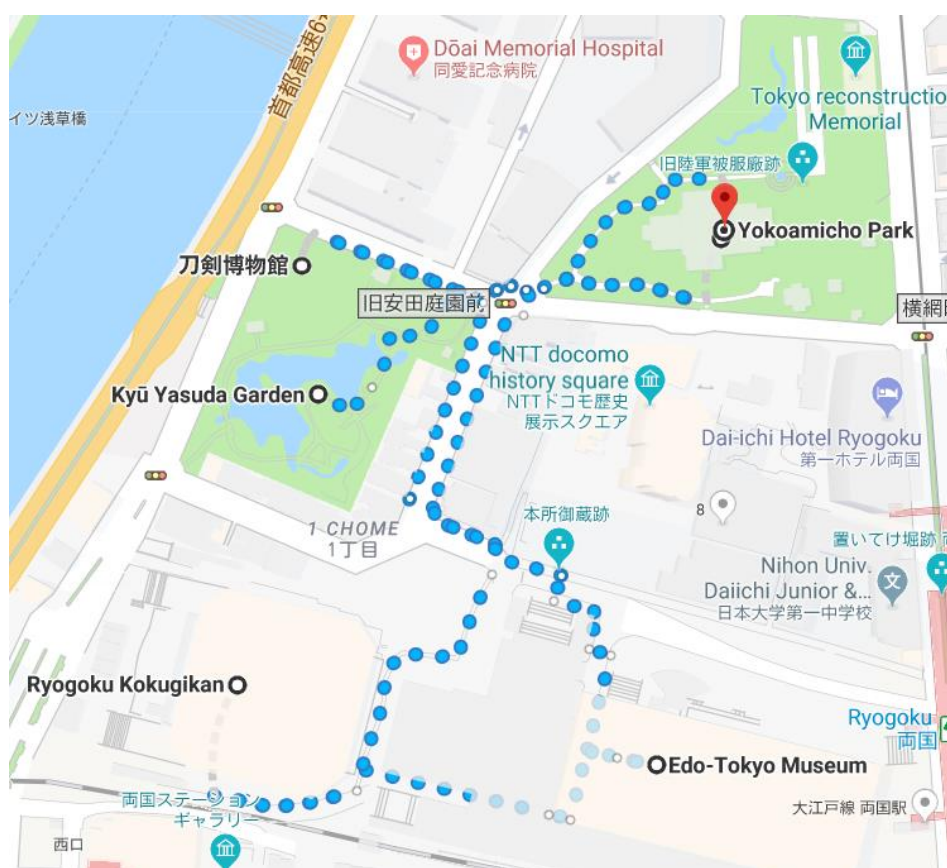 Dōai Memorial Hospital
同愛記念病院
首都高速6
イツ浅草橋
Tokyo reconstructio
Memorial
旧陸軍被服廠跡
Yokoamicho Park
刀剣博物館
旧安田庭園前
横網
NTT docomo
history square
NTTドコモ歴史
展示スクエア
Kyū Yasuda Garden
Dai-ichi Hotel Ryogoku
第一ホテル両国
8
本所御蔵跡
1 CHOME
1丁目
置いてけ堀跡
Nihon Univ.
Daiichi Junior &...
日本大学第一中学校
Ryogoku Kokugikan
Ryogoku
両国
Edo-Tokyo Museum
両国ステーション
ギャラリー
大江戸線 両国駅
西口